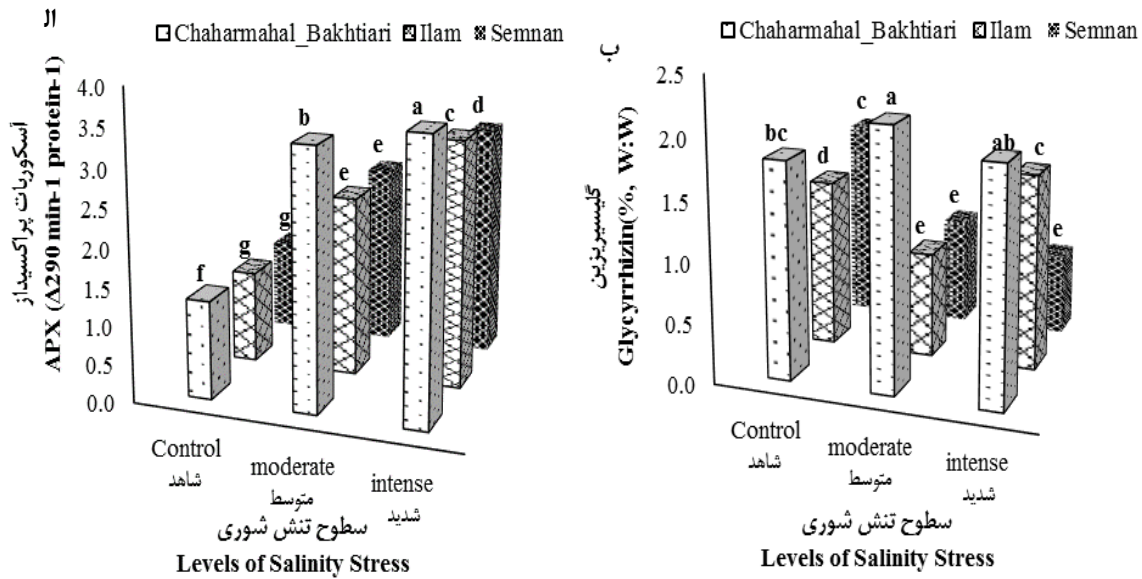 ال
Chaharmahal_Bakhtiari Ilam Semnan
آسکوربات پراکسیداز
APX (Δ290 min-1 protein-1)
4.0
3.5
3.0
2.5
2.0
1.5
1.0
0.5
0.0
f g g
b e e
a c d
Control
شاهد
moderate
متوسط
intense
شدید
سطوح تنش شوری
Levels of Salinity Stress
ب
Chaharmahal_Bakhtiari Ilam Semnan
گلیسیریزین
Glycyrrhizin(%, W:W)
2.5
2.0
1.5
1.0
0.5
0.0
bc d c
a e e
ab c e
Control
شاهد
moderate
متوسط
intense
شدید
سطوح تنش شوری
Levels of Salinity Stress